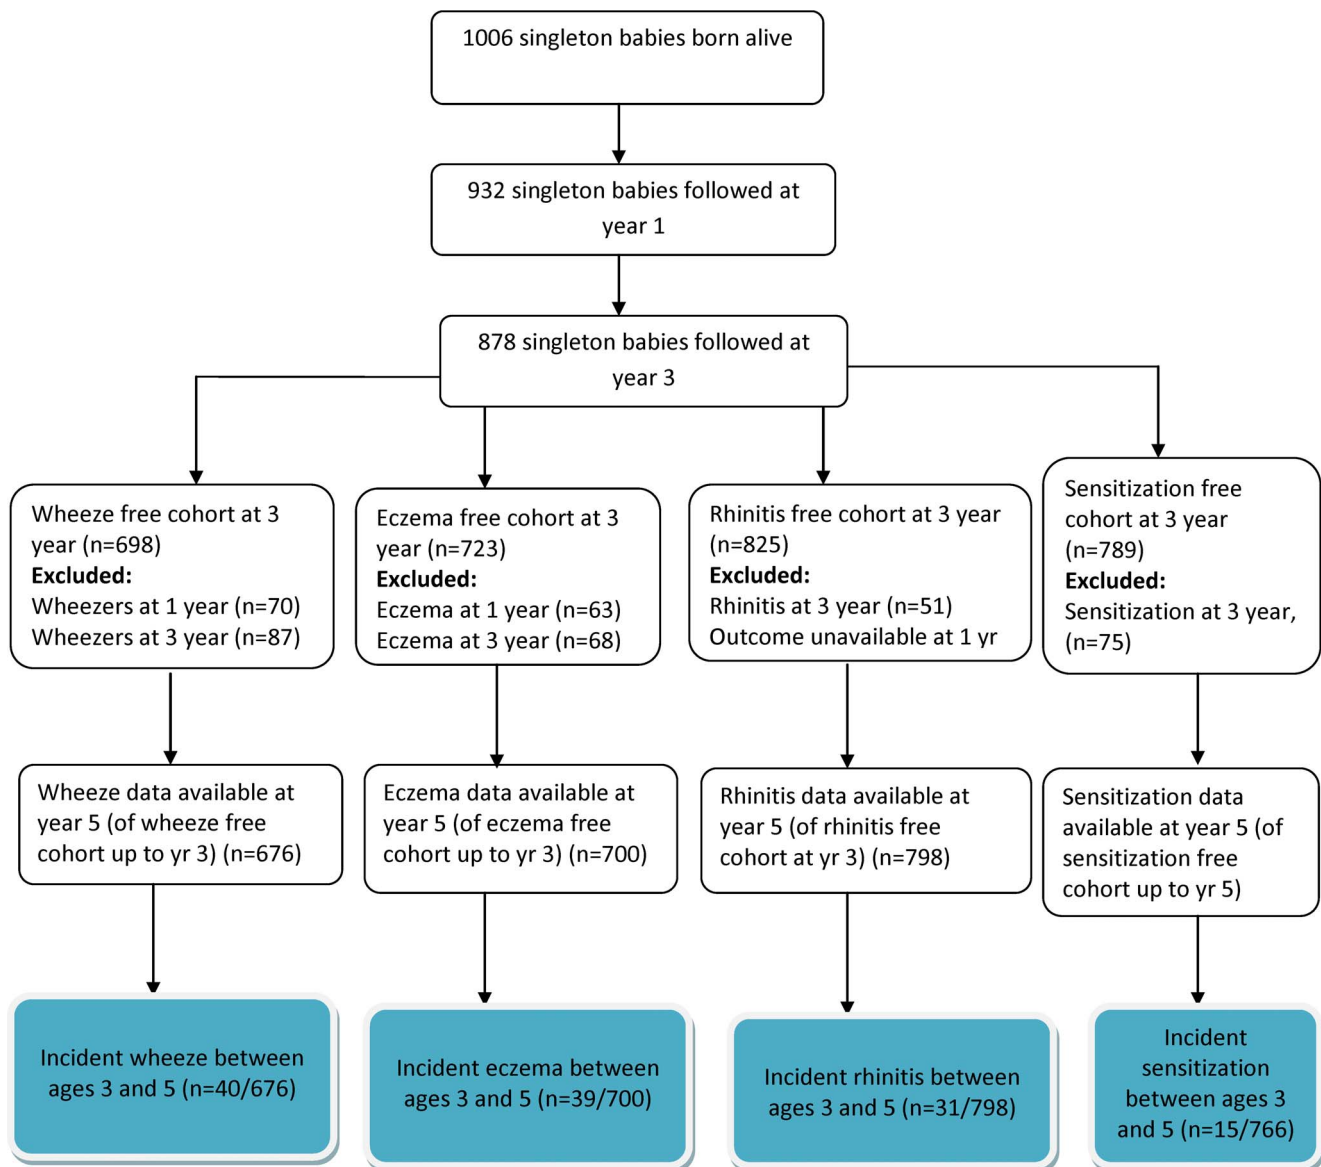 1006 singleton babies born alive
932 singleton babies followed at
year 1
878 singleton babies followed at
year 3
Wheeze free cohort at 3
year (n=698)
Excluded:
Wheezers at 1 year (n=70)
Wheezers at 3 year (n=87)
Eczema free cohort at 3
year (n=723)
Excluded:
Eczema at 1 year (n=63)
Eczema at 3 year (n=68)
Rhinitis free cohort at 3 year
(n=825)
Excluded:
Rhinitis at 3 year (n=51)
Outcome unavailable at 1 yr
Sensitization free
cohort at 3 year
(n=789)
Excluded:
Sensitization at 3 year,
(n=75)
Wheeze data available at
year 5 (of wheeze free
cohort up to yr 3) (n=676)
Eczema data available at
year 5 (of eczema free
cohort up to yr 3) (n=700)
Rhinitis data available at
year 5 (of rhinitis free
cohort at yr 3) (n=798)
Sensitization data
available at year 5 (of
sensitization free
cohort up to yr 5)
Incident wheeze between
ages 3 and 5 (n=40/676)
Incident eczema between
ages 3 and 5 (n=39/700)
Incident rhinitis between
ages 3 and 5 (n=31/798)
Incident
sensitization
between ages 3
and 5 (n=15/766)